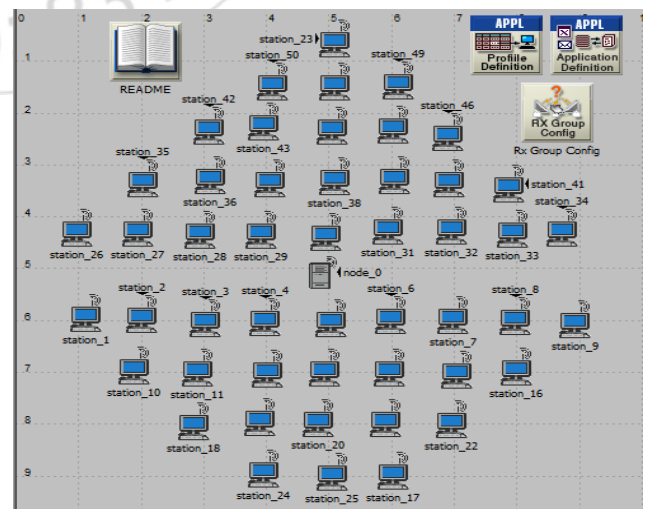 0 1 2 3 4 5 6 7
APPL
Profile
Definition
APPL
Application
Definition
station_23
station_50
station_49
.1
README
RX Group
Config
Rx Group Config
station_42
station_46
.2
station_43
station_35
.3
station_41
station_36
station_38
station_34
.4
station_26 station_27 station_28 station_29
station_31 station_32 station_33
.5
node_0
station_2
station_3 station_4
station_6
station_8
.6
station_1
station_7
station_9
.7
station_10 station_11
station_16
.8
station_18
station_20
station_22
.9
station_24 station_25 station_17